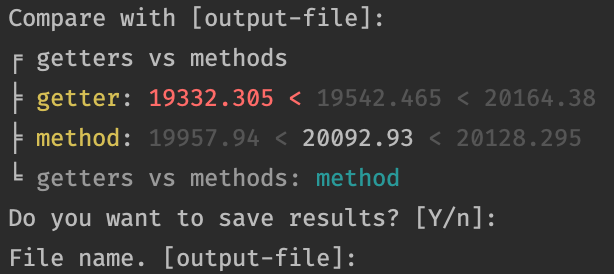 Compare with [output-file]:
╒ getters vs methods
╞ getter: 19332.305 < 19542.465 < 20164.38
╞ method: 19957.94 < 20092.93 < 20128.295
╘ getters vs methods: method
Do you want to save results? [Y/n]:
File name. [output-file]: